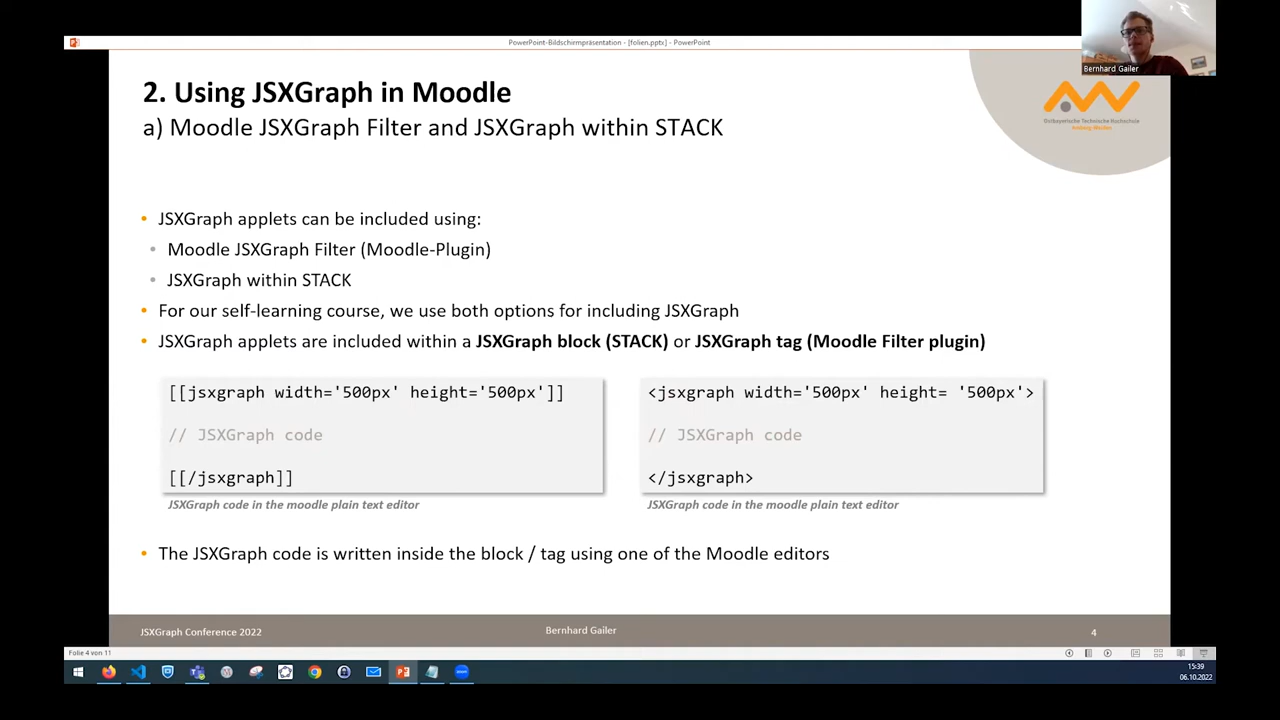 PowerPoint-Bildschirmpräsentation - [folien.pptx] - PowerPoint
Bernhard Gailer
2. Using JSXGraph in Moodle
a) Moodle JSXGraph Filter and JSXGraph within STACK
Ostbayerische Technische Hochschule
Amberg-Weiden
• JSXGraph applets can be included using:
• Moodle JSXGraph Filter (Moodle-Plugin)
• JSXGraph within STACK
• For our self-learning course, we use both options for including JSXGraph
• JSXGraph applets are included within a JSXGraph block (STACK) or JSXGraph tag (Moodle Filter plugin)
[[jsxgraph width='500px' height='500px']]
// JSXGraph code
[[/jsxgraph]]
JSXGraph code in the moodle plain text editor
<jsxgraph width='500px' height= '500px'>
// JSXGraph code
</jsxgraph>
JSXGraph code in the moodle plain text editor
• The JSXGraph code is written inside the block / tag using one of the Moodle editors
JSXGraph Conference 2022
Bernhard Gailer
4
Folie 4 von 11
15:39
06.10.2022